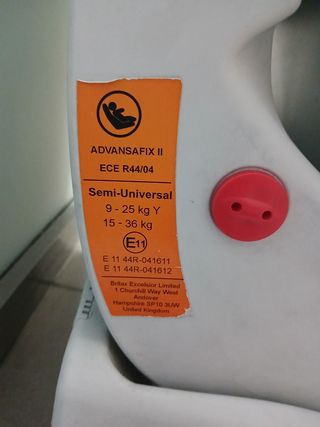 ADVANSAFIX II
ECE R44/04
Semi-Universal
9 - 25 kg Y
15 - 36 kg
E11
E 11 44R-041611
E 11 44R-041612
Britax Excelsior Limited
1 Churchill Way West
Andover
Hampshire SP10 3UW
United Kingdom